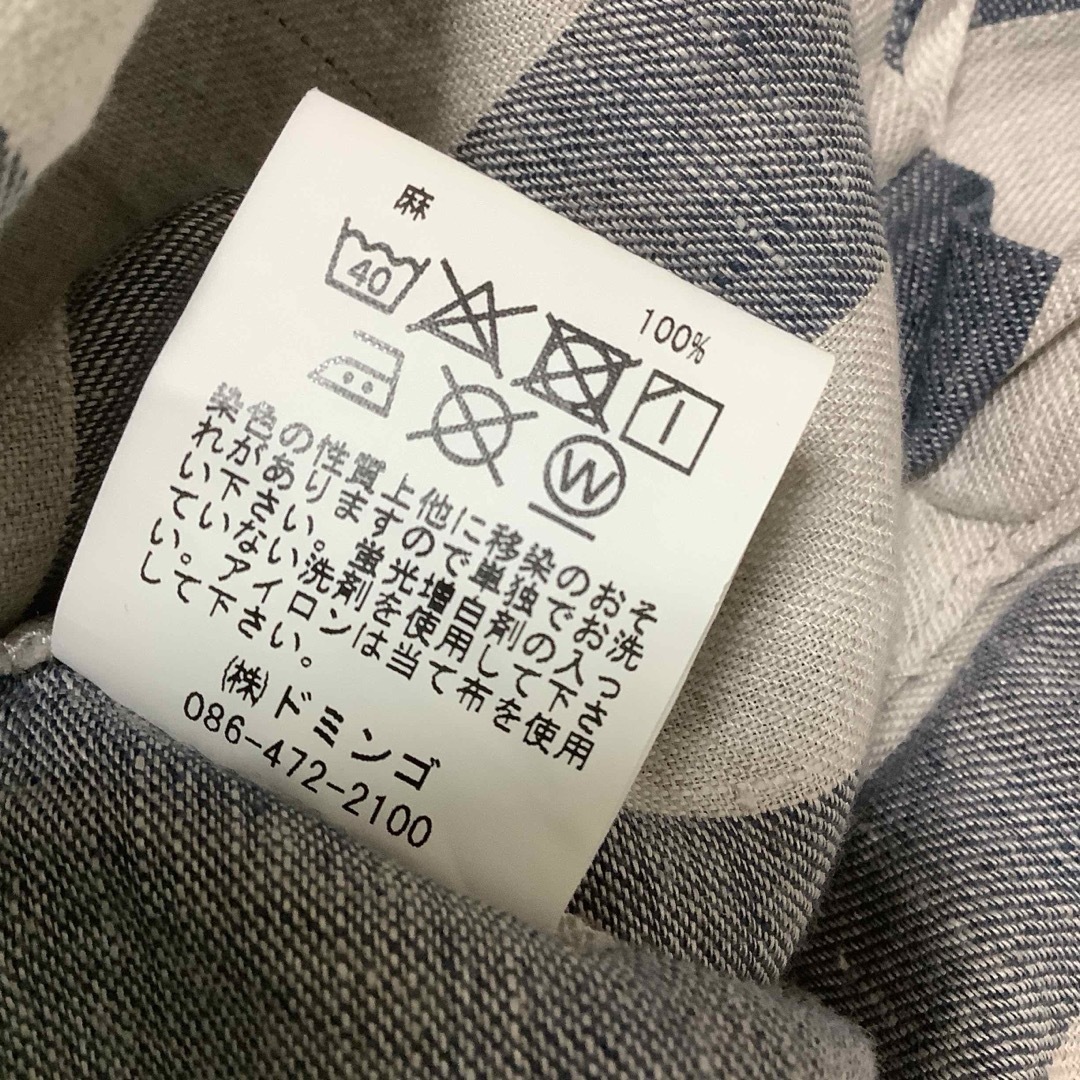 麻 100%
40
W
染色の性質上他に移染のおそ
れがありますので単独でお洗
い下さい。蛍光増白剤の入っ
ていない洗剤を使用して下さ
い。アイロンは当て布を使用
して下さい。
(株)ドミンゴ
086-472-2100